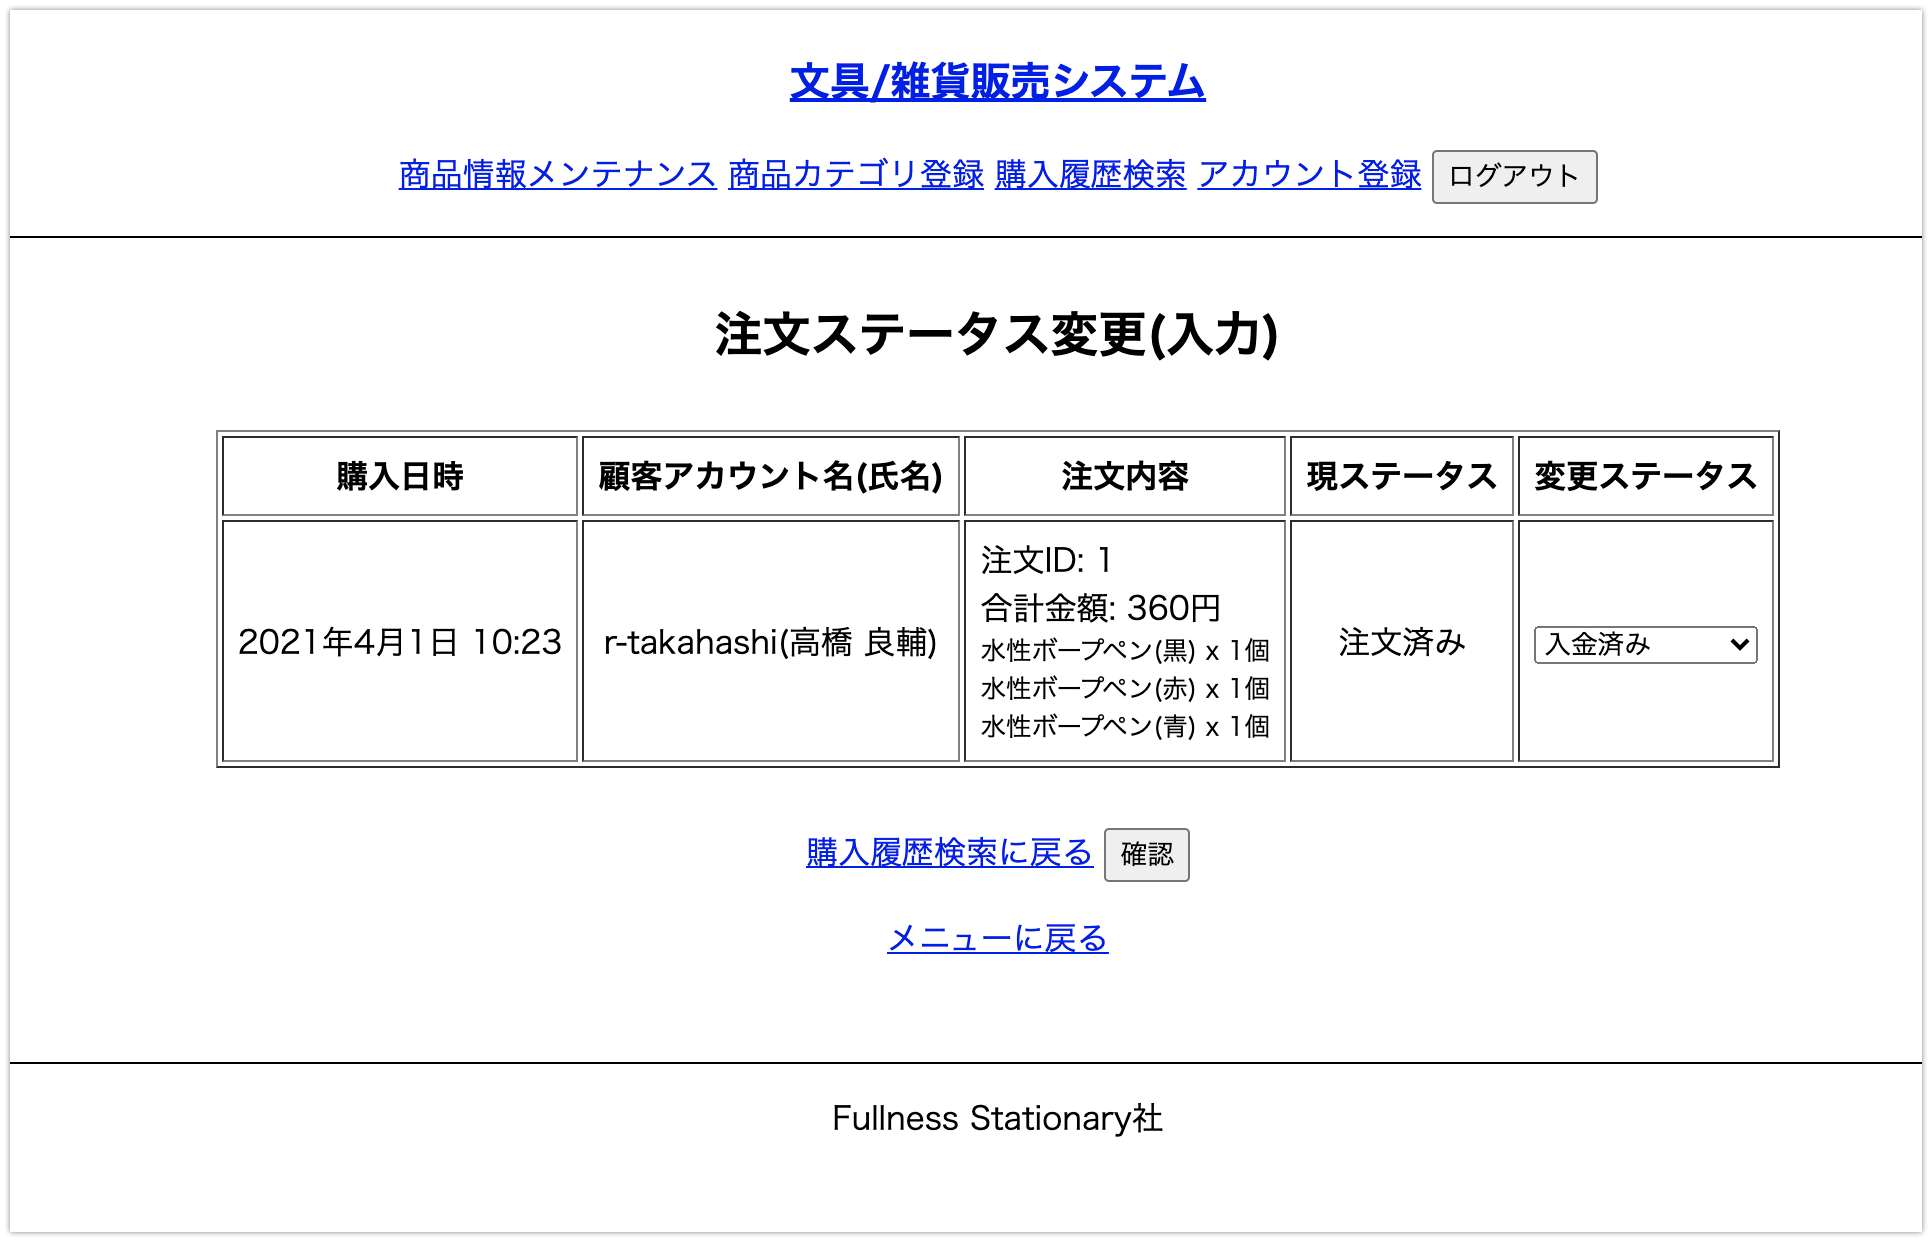 文具/雑貨販売システム
商品情報メンテナンス 商品カテゴリ登録 購入履歴検索 アカウント登録 ログアウト
注文ステータス変更(入力)
購入日時 顧客アカウント名(氏名) 注文内容 現ステータス 変更ステータス
2021年4月1日 10:23 r-takahashi(高橋 良輔)
注文ID: 1
合計金額: 360円
水性ボープペン(黒) x 1個
水性ボープペン(赤) x 1個
水性ボープペン(青) x 1個
注文済み 入金済み
購入履歴検索に戻る 確認
メニューに戻る
Fullness Stationary社